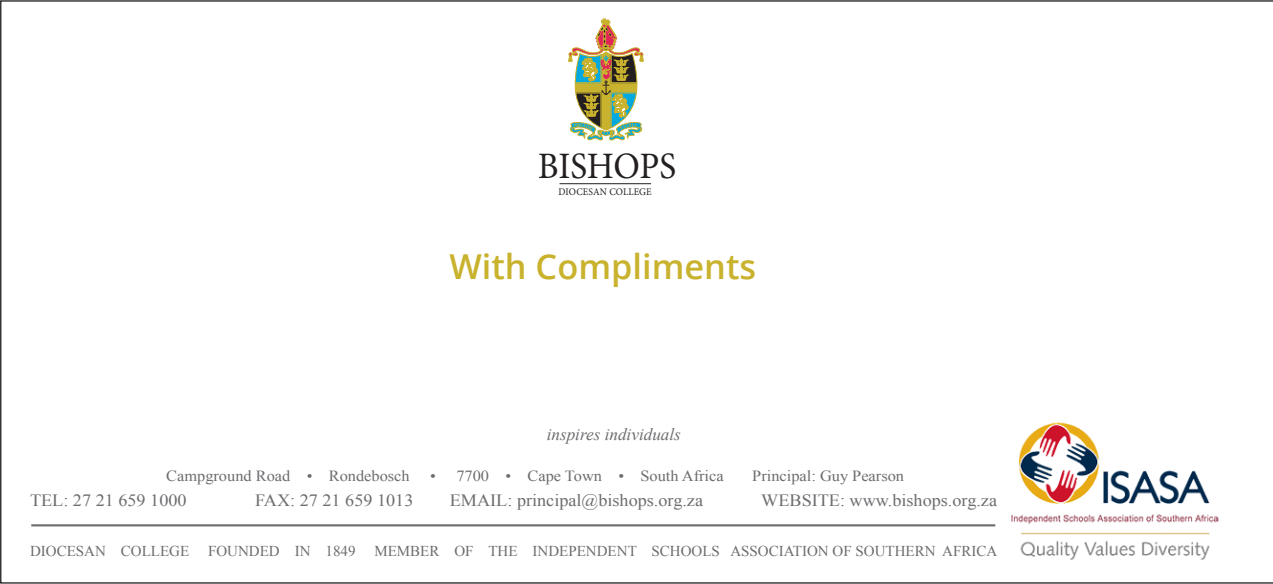 BISHOPS
DIOCESAN COLLEGE
With Compliments
inspires individuals
Campground Road • Rondebosch • 7700 • Cape Town • South Africa Principal: Guy Pearson
TEL: 27 21 659 1000 FAX: 27 21 659 1013 EMAIL: principal@bishops.org.za WEBSITE: www.bishops.org.za
DIOCESAN COLLEGE FOUNDED IN 1849 MEMBER OF THE INDEPENDENT SCHOOLS ASSOCIATION OF SOUTHERN AFRICA
ISASA
Independent Schools Association of Southern Africa
Quality Values Diversity